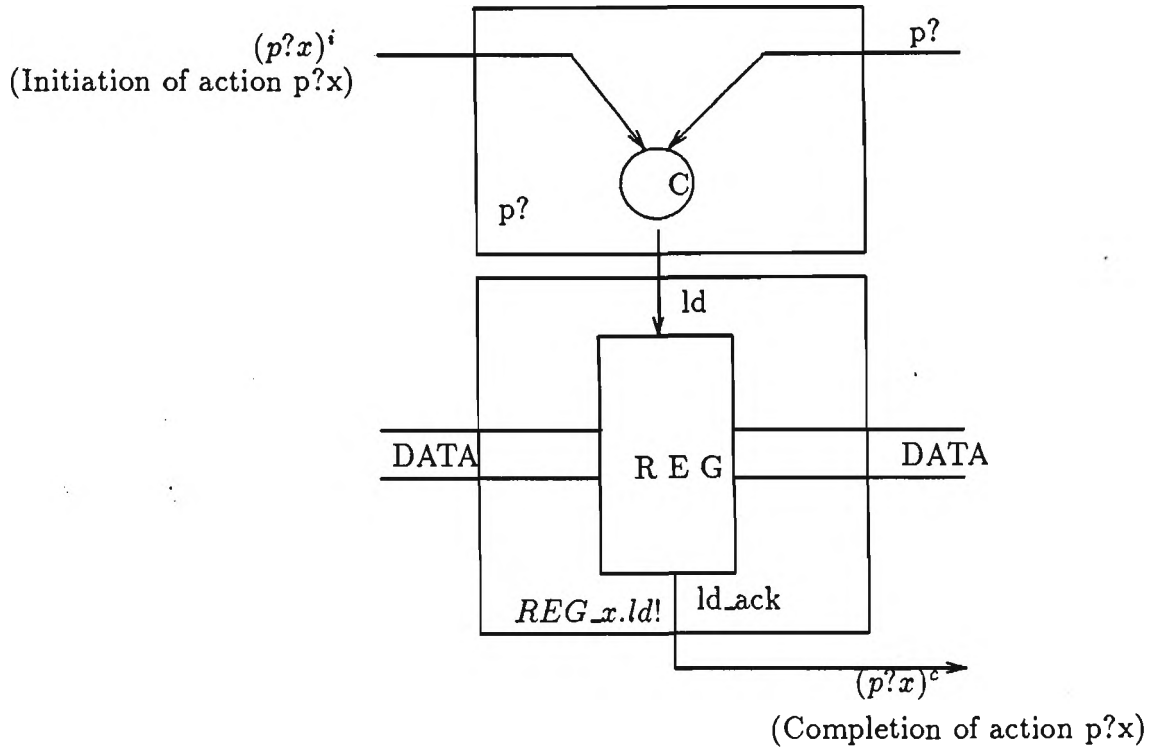 (p?x)^i
p?
(Initiation of action p?x)
C
p?
ld
DATA
R E G
DATA
REG_x.ld!
ld_ack
(p?x)^c
(Completion of action p?x)